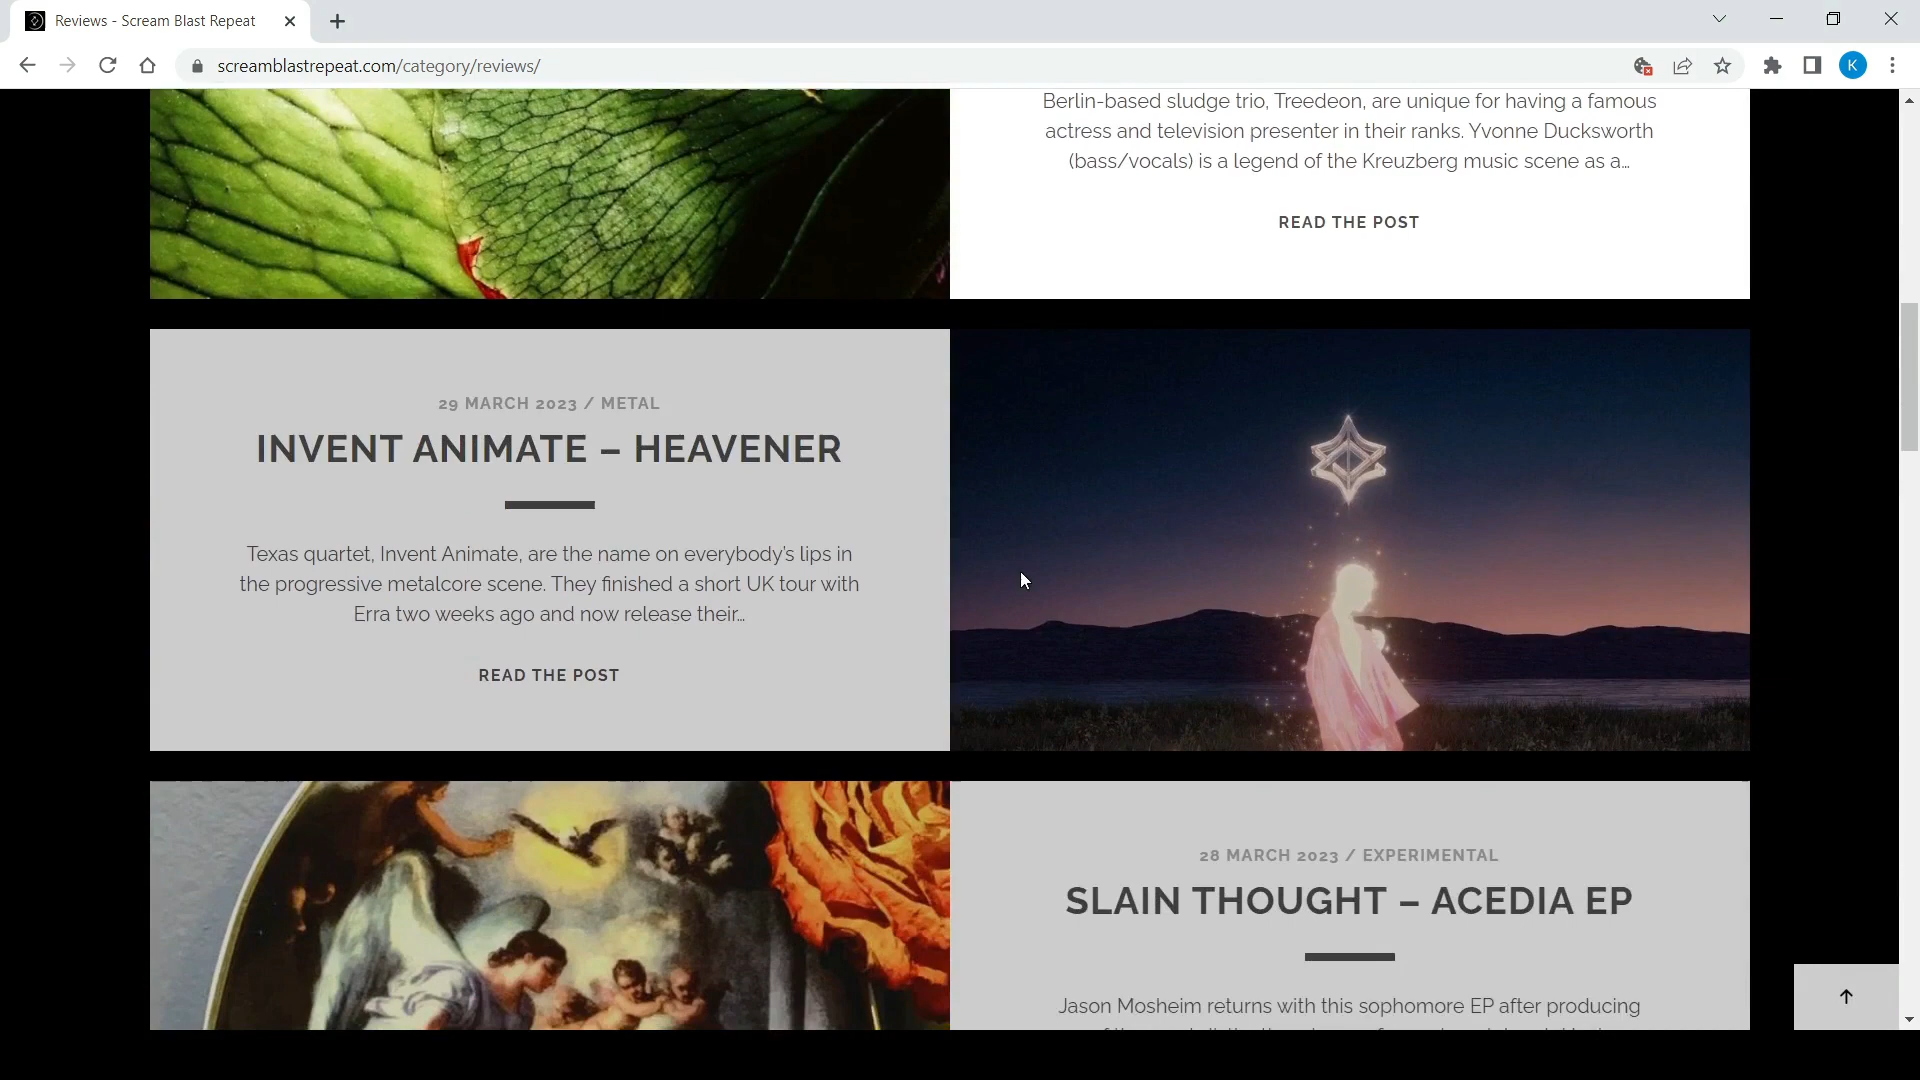 Reviews - Scream Blast Repeat
screamblastrepeat.com/category/reviews/
K
Berlin-based sludge trio, Treedeon, are unique for having a famous
actress and television presenter in their ranks. Yvonne Ducksworth
(bass/vocals) is a legend of the Kreuzberg music scene as a...
READ THE POST
29 MARCH 2023 / METAL
INVENT ANIMATE – HEAVENER
Texas quartet, Invent Animate, are the name on everybody's lips in
the progressive metalcore scene. They finished a short UK tour with
Erra two weeks ago and now release their...
READ THE POST
28 MARCH 2023 / EXPERIMENTAL
SLAIN THOUGHT – ACEDIA EP
Jason Mosheim returns with this sophomore EP after producing